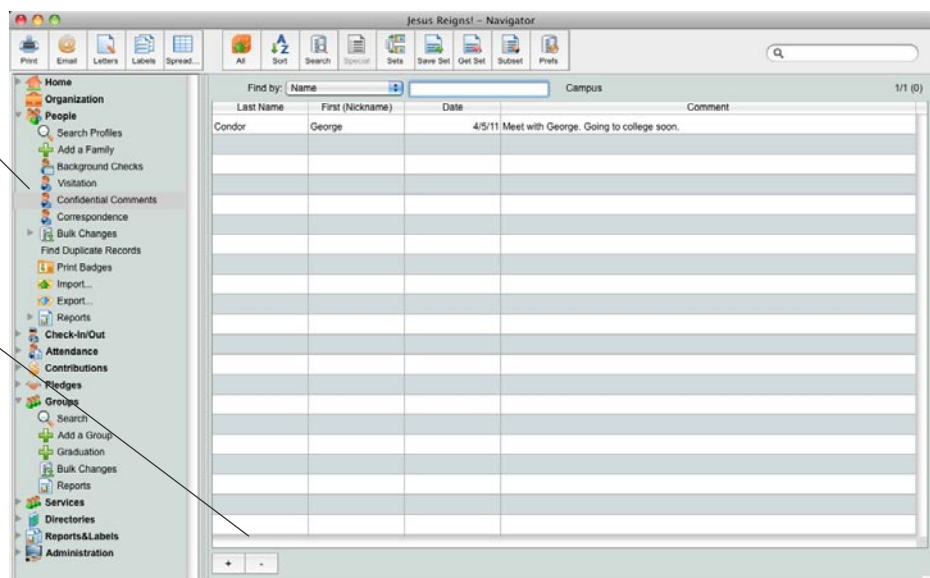 Jesus Reigns! – Navigator
Print Email Letters Labels Spread... All Sort Search Special Sets Save Set Get Set Subset Prefs
Home
Organization
People
Search Profiles
Add a Family
Background Checks
Visitation
Confidential Comments
Correspondence
Bulk Changes
Find Duplicate Records
Print Badges
Import...
Export...
Reports
Check-In/Out
Attendance
Contributions
Pledges
Groups
Search
Add a Group
Graduation
Bulk Changes
Reports
Services
Directories
Reports&Labels
Administration
Find by: Name Campus 1/1 (0)
Last Name First (Nickname) Date Comment
Condor George 4/5/11 Meet with George. Going to college soon.
+ -